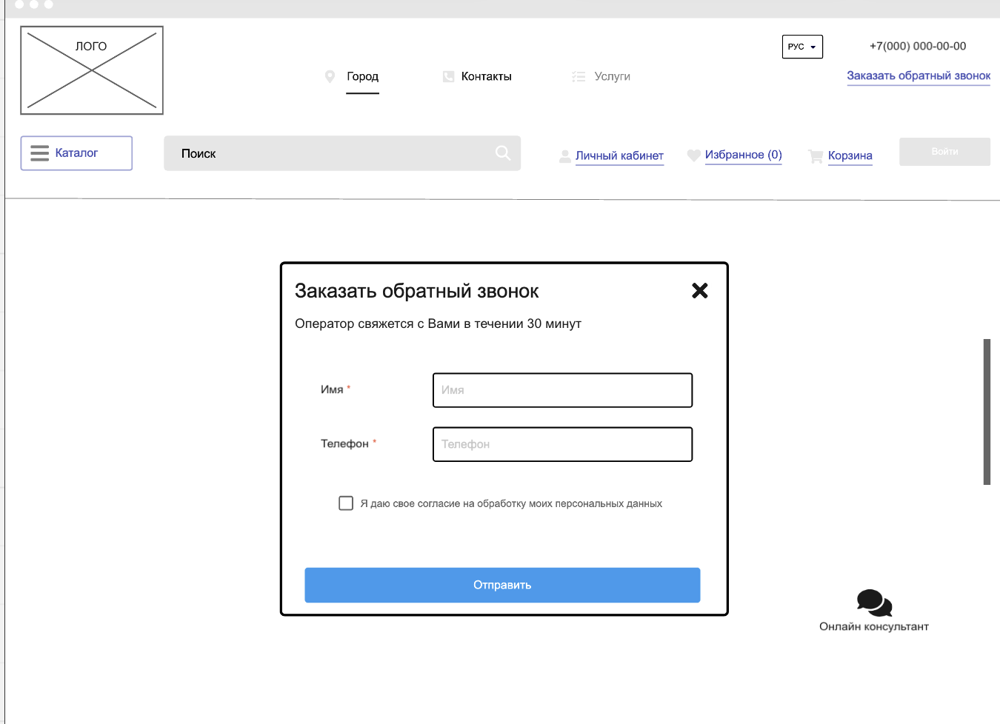 ЛОГО
РУС
+7(000) 000-00-00
Город
Контакты
Услуги
Заказать обратный звонок
Каталог
Поиск
Личный кабинет
Избранное (0)
Корзина
Войти
Заказать обратный звонок
Оператор свяжется с Вами в течении 30 минут
Имя *
Имя
Телефон *
Телефон
Я даю свое согласие на обработку моих персональных данных
Отправить
Онлайн консультант